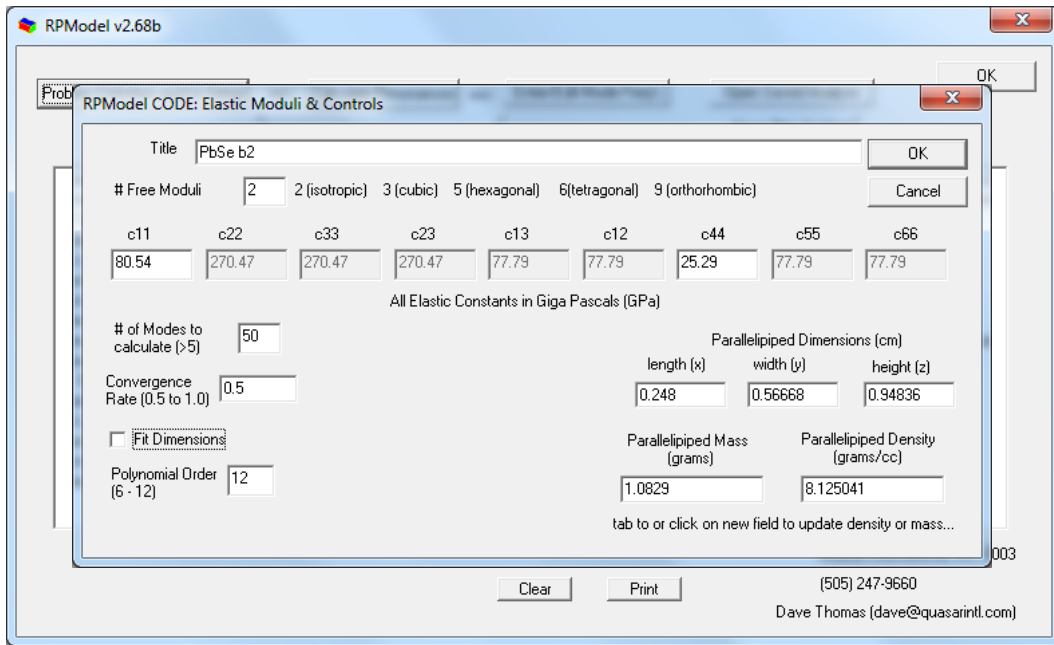 RPModel v2.68b
OK
Prob
RPModel CODE: Elastic Moduli & Controls
Title PbSe b2 OK
# Free Moduli 2 2 (isotropic) 3 (cubic) 5 (hexagonal) 6(tetragonal) 9 (orthorhombic) Cancel
c11 c22 c33 c23 c13 c12 c44 c55 c66
80.54 270.47 270.47 270.47 77.79 77.79 25.29 77.79 77.79
All Elastic Constants in Giga Pascals (GPa)
# of Modes to
calculate (>5) 50
Convergence
Rate (0.5 to 1.0) 0.5
Fit Dimensions
Polynomial Order
(6 - 12) 12
Parallelipiped Dimensions (cm)
length (x) width (y) height (z)
0.248 0.56668 0.94836
Parallelipiped Mass
(grams)
Parallelipiped Density
(grams/cc)
1.0829 8.125041
tab to or click on new field to update density or mass...
003
Clear Print (505) 247-9660
Dave Thomas (dave@quasarintl.com)